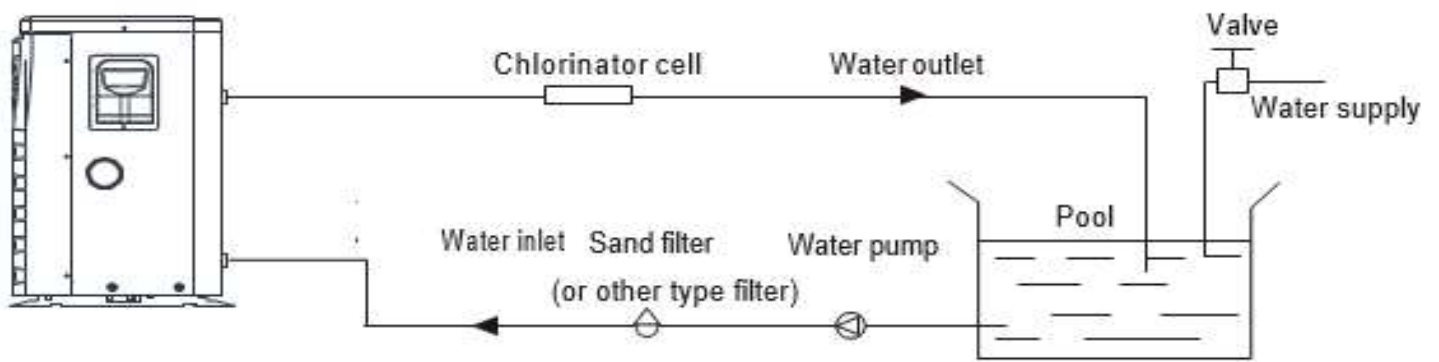 Valve
Chlorinator cell
Water outlet
Water supply
Pool
Water inlet
Sand filter
(or other type filter)
Water pump